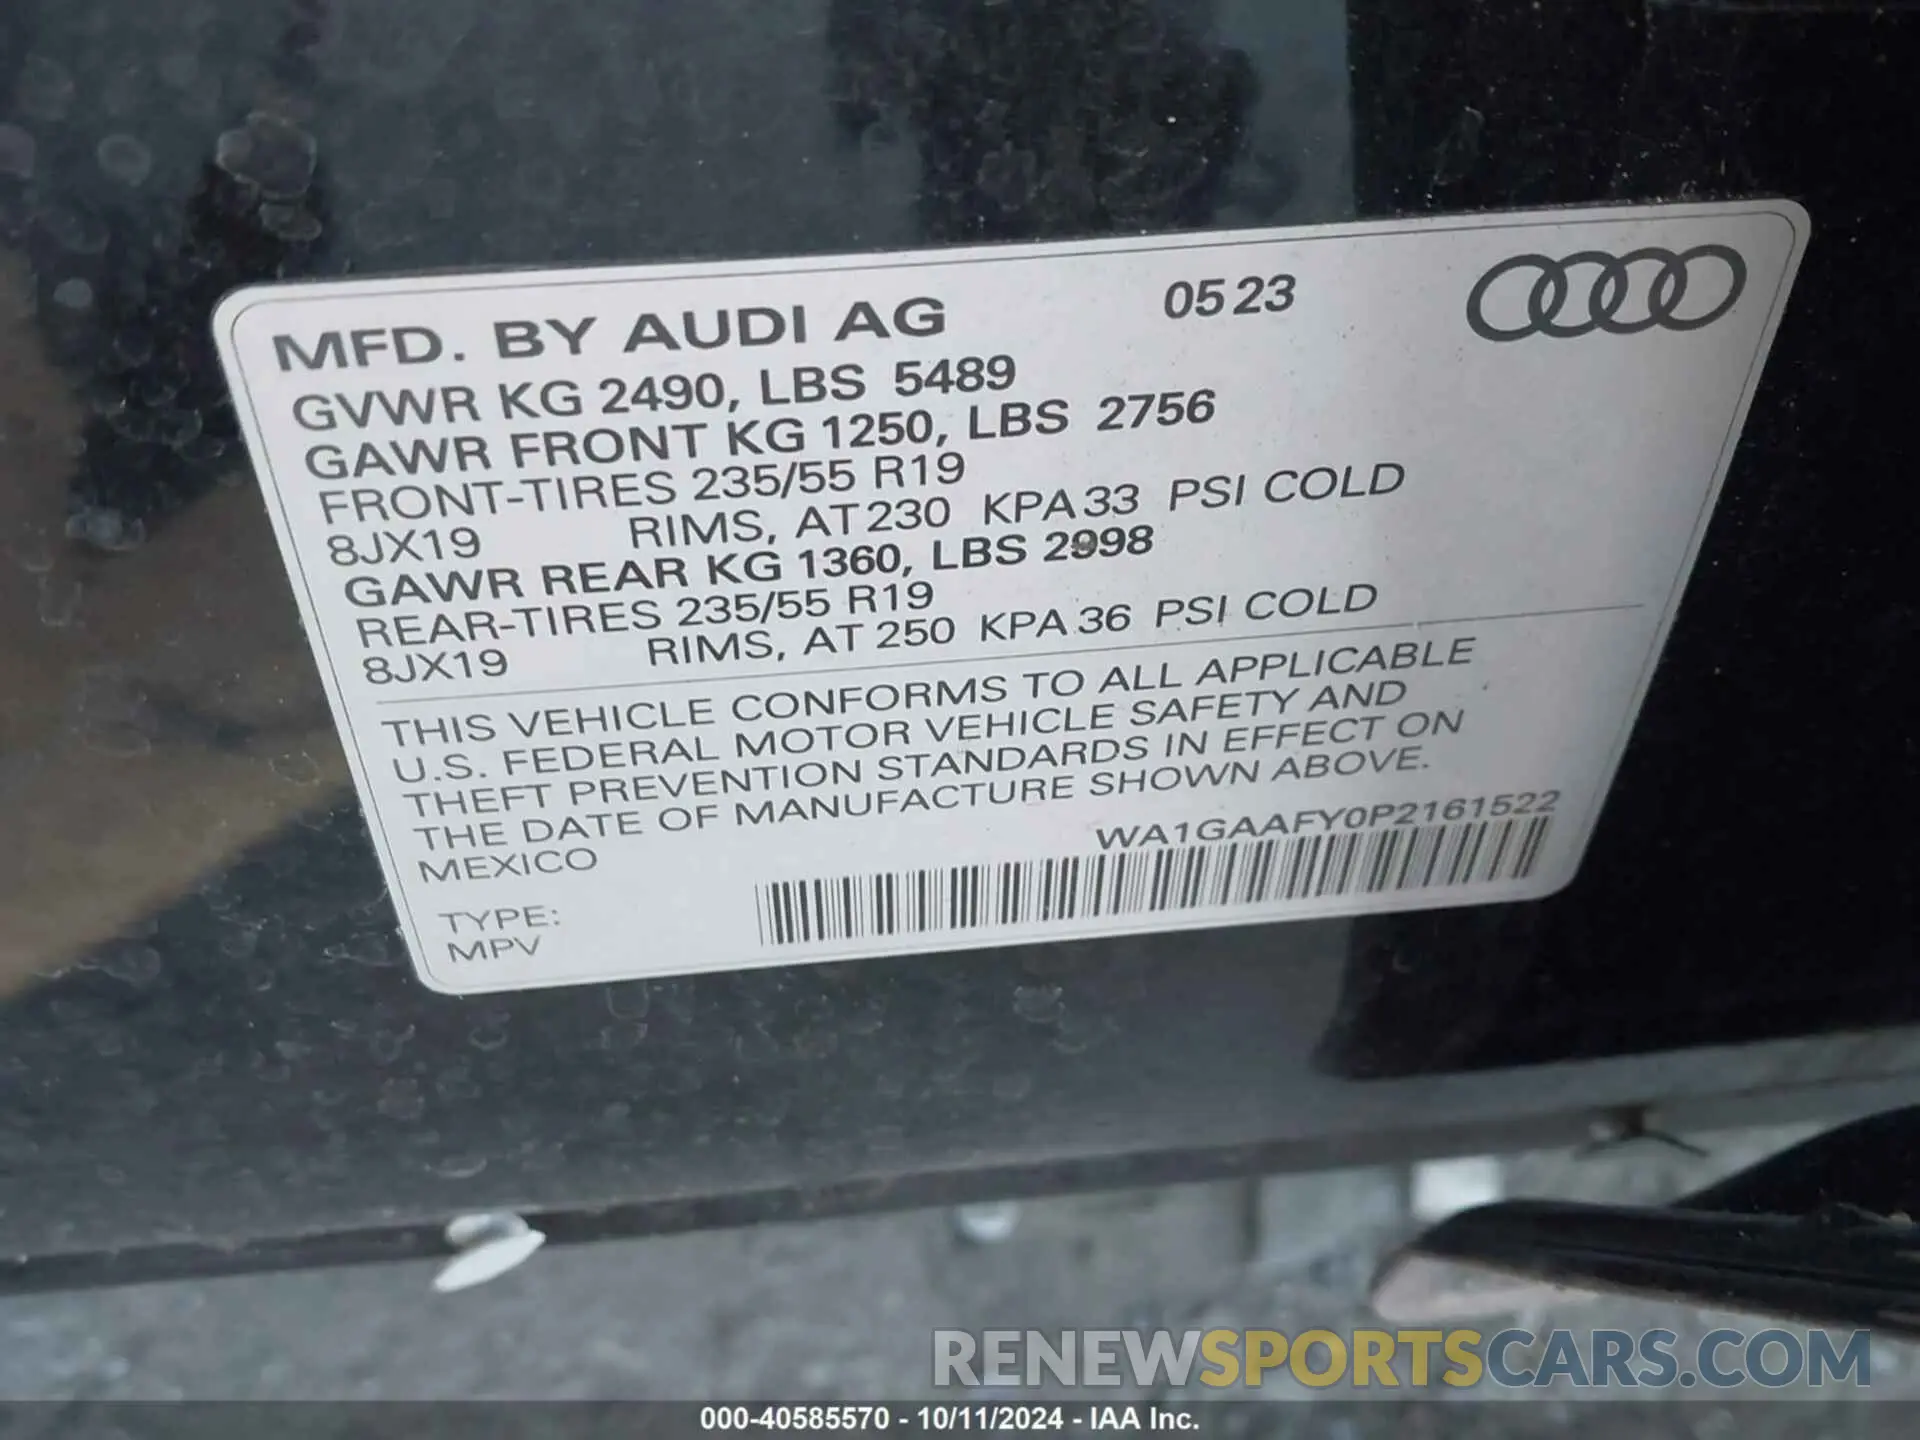 MFD. BY AUDI AG 05 23
GVWR KG 2490, LBS 5489
GAWR FRONT KG 1250, LBS 2756
FRONT-TIRES 235/55 R19
8JX19 RIMS, AT 230 KPA 33 PSI COLD
GAWR REAR KG 1360, LBS 2998
REAR-TIRES 235/55 R19
8JX19 RIMS, AT 250 KPA 36 PSI COLD
THIS VEHICLE CONFORMS TO ALL APPLICABLE
U.S. FEDERAL MOTOR VEHICLE SAFETY AND
THEFT PREVENTION STANDARDS IN EFFECT ON
THE DATE OF MANUFACTURE SHOWN ABOVE.
MEXICO
WA1GAAFY0P2161522
TYPE:
MPV
RENEWSPORTSCARS.COM
000-40585570 - 10/11/2024 - IAA Inc.